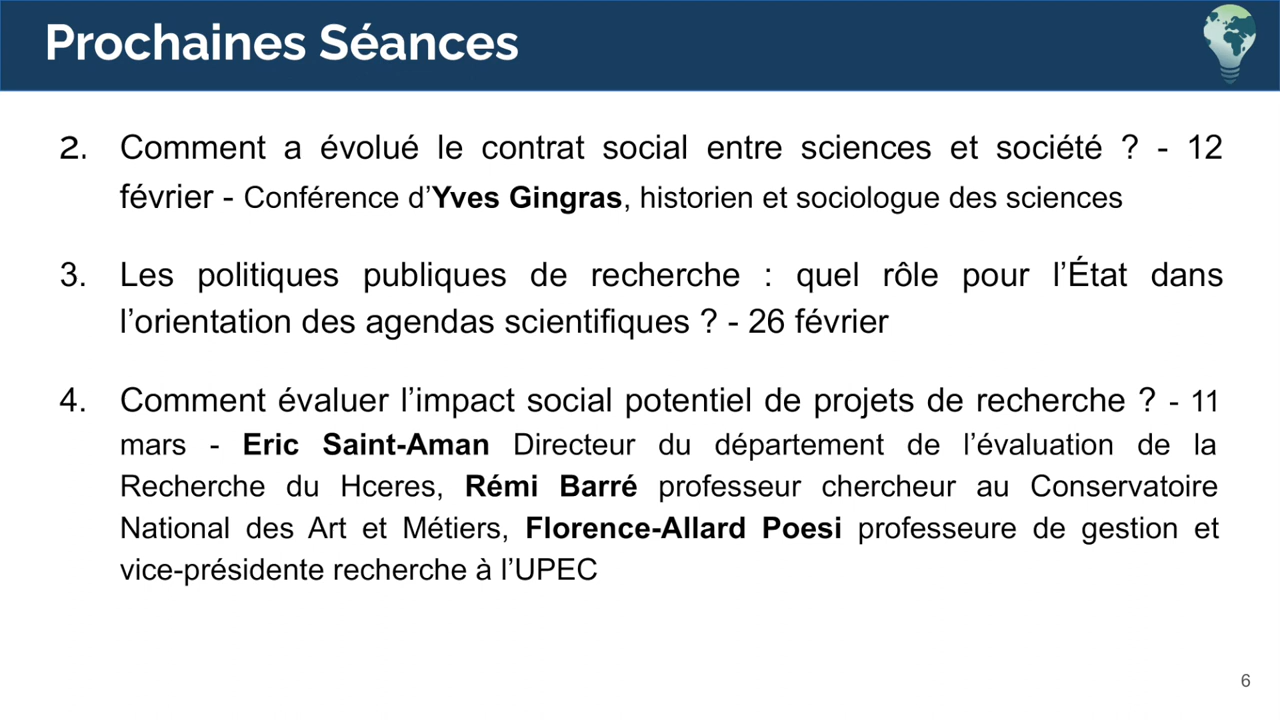 Prochaines Séances
2. Comment a évolué le contrat social entre sciences et société ? - 12
février - Conférence d’Yves Gingras, historien et sociologue des sciences
3. Les politiques publiques de recherche : quel rôle pour l’État dans
l’orientation des agendas scientifiques ? - 26 février
4. Comment évaluer l’impact social potentiel de projets de recherche ? - 11
mars - Eric Saint-Aman Directeur du département de l’évaluation de la
Recherche du Hceres, Rémi Barré professeur chercheur au Conservatoire
National des Art et Métiers, Florence-Allard Poesi professeure de gestion et
vice-présidente recherche à l’UPEC
6